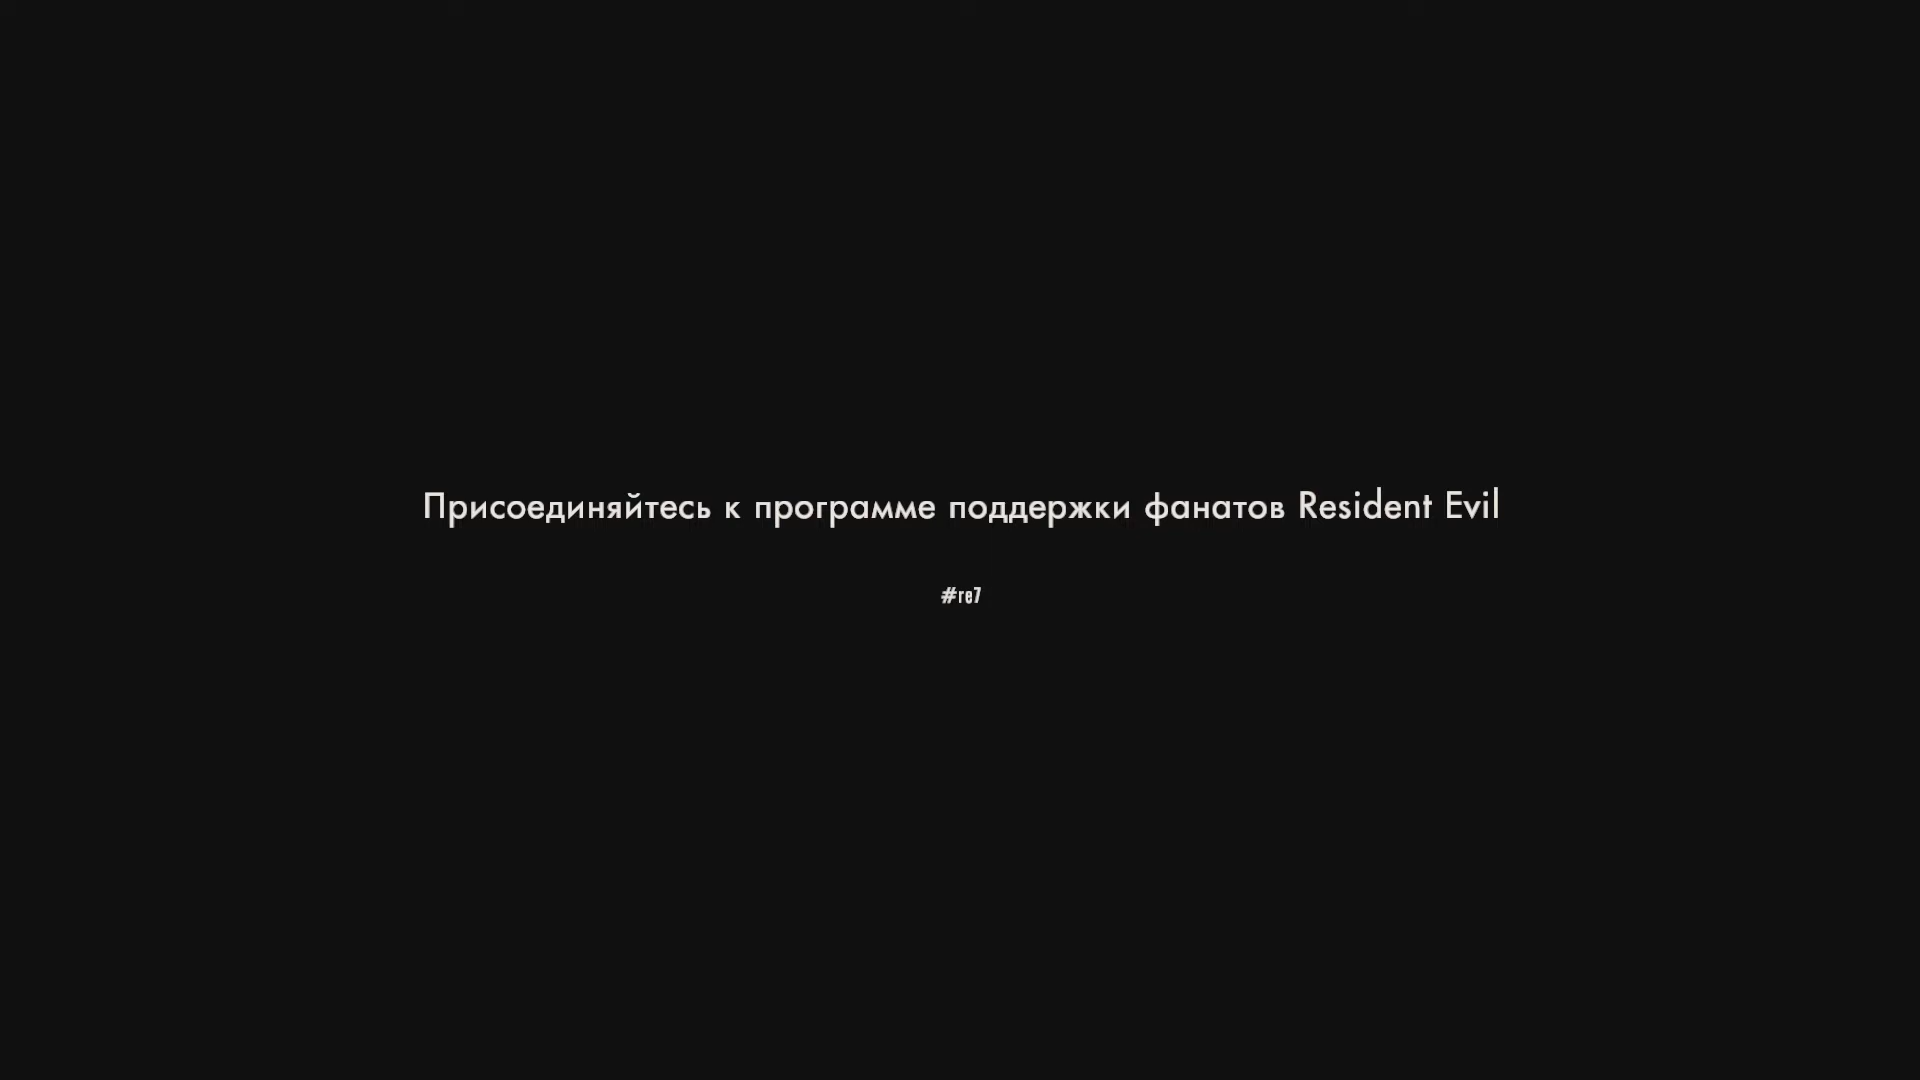 Присоединяйтесь к программе поддержки фанатов Resident Evil
#re7